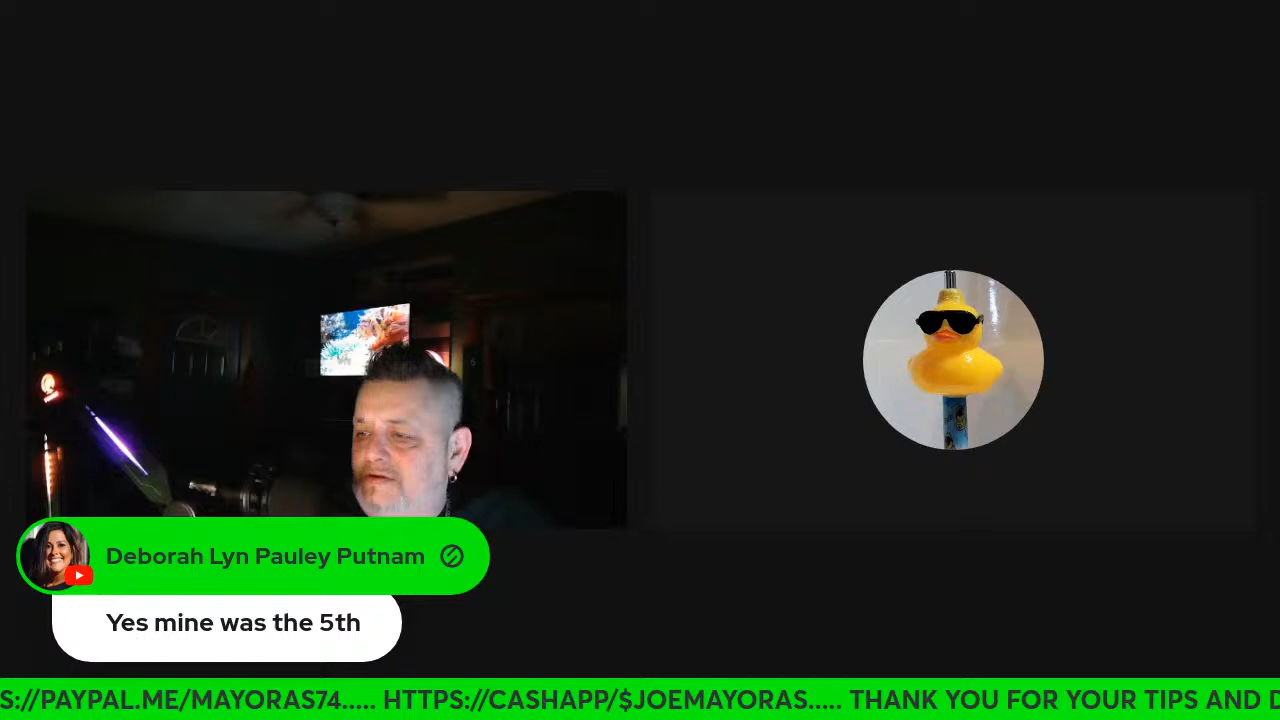 Deborah Lyn Pauley Putnam
Yes mine was the 5th
S://PAYPAL.ME/MAYORAS74..... HTTPS://CASHAPP/$JOEMAYORAS..... THANK YOU FOR YOUR TIPS AND D